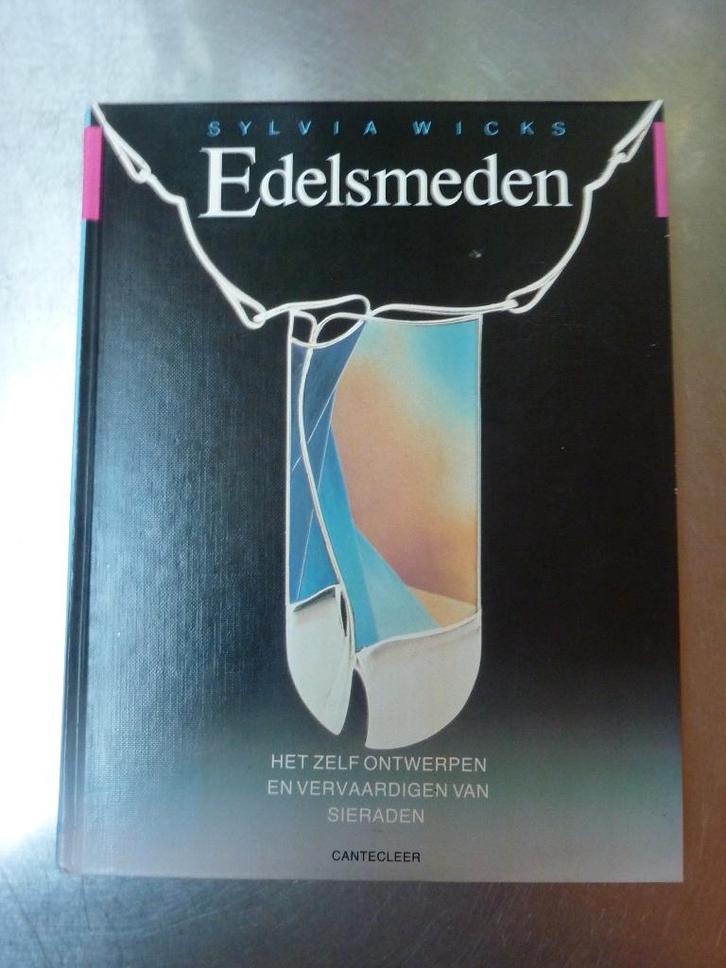 SYLVIA WICKS
Edelsmeden
HET ZELF ONTWERPEN
EN VERVAARDIGEN VAN
SIERADEN
CANTECLEER